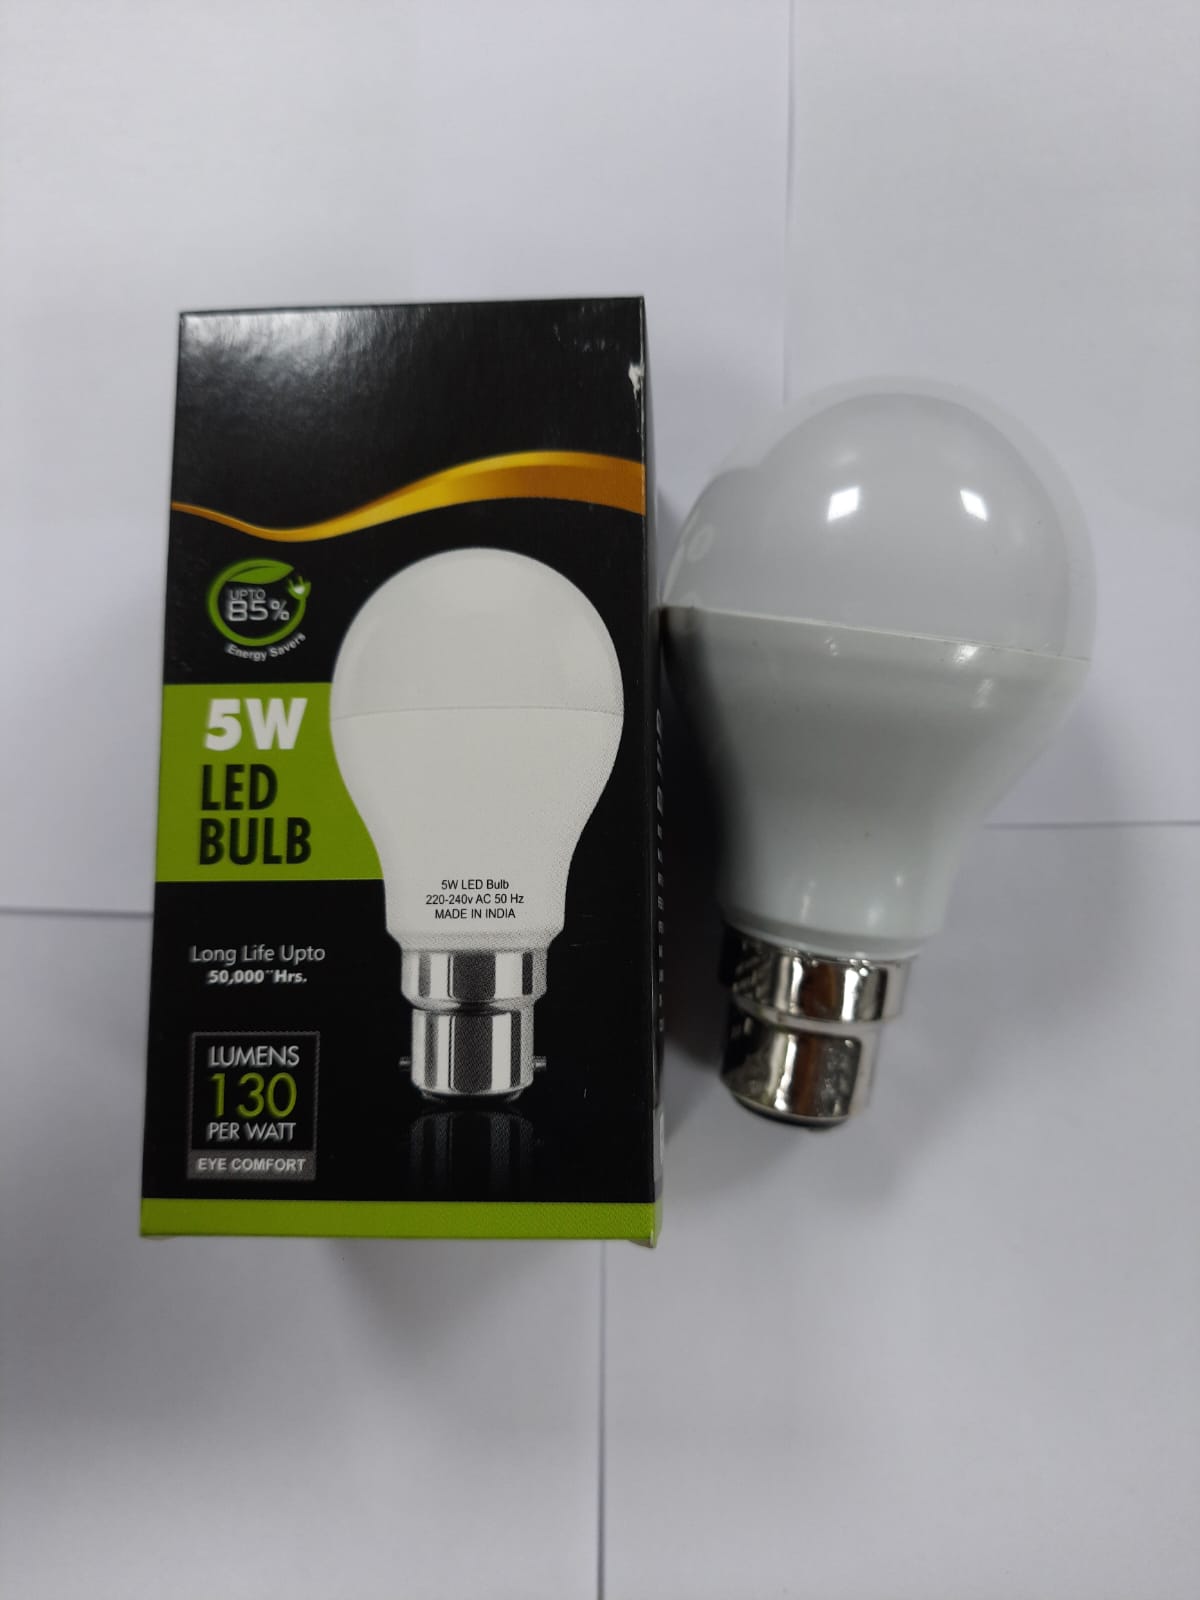 UPTO
85%
Energy Savers
5W
LED
BULB
5W LED Bulb
220-240v AC 50 Hz
MADE IN INDIA
Long Life Upto
50,000** Hrs.
LUMENS
130
PER WATT
EYE COMFORT